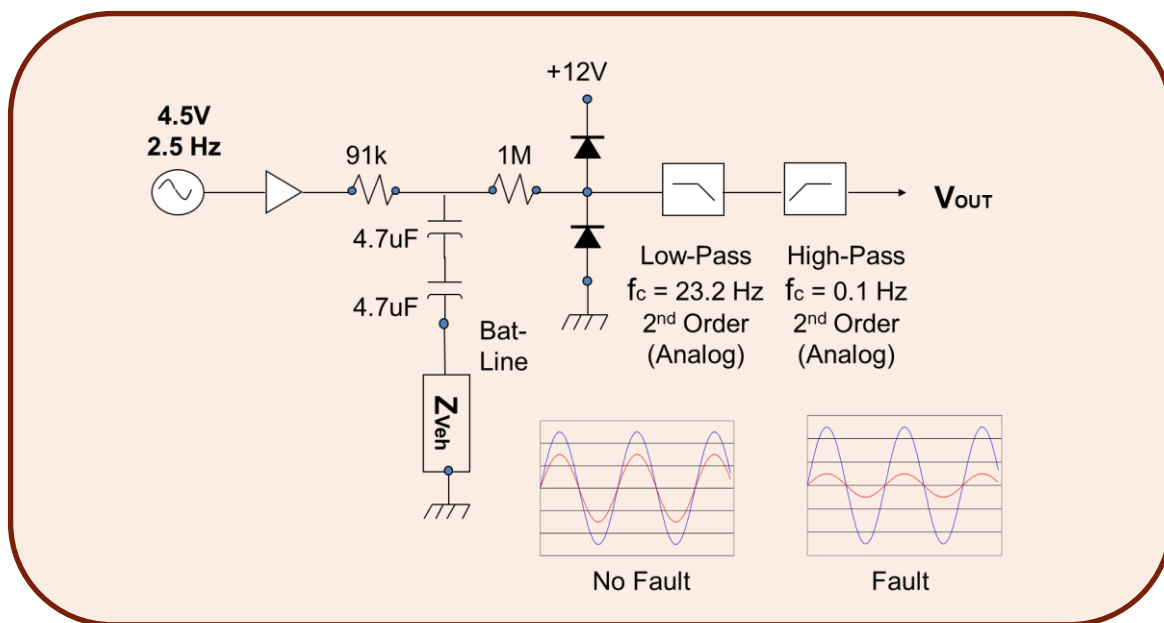 +12V
4.5V
2.5 Hz
91k
1M
VOUT
4.7uF
4.7uF
Low-Pass
fc = 23.2 Hz
2nd Order
(Analog)
High-Pass
fc = 0.1 Hz
2nd Order
(Analog)
Bat-
Line
ZVeh
No Fault
Fault